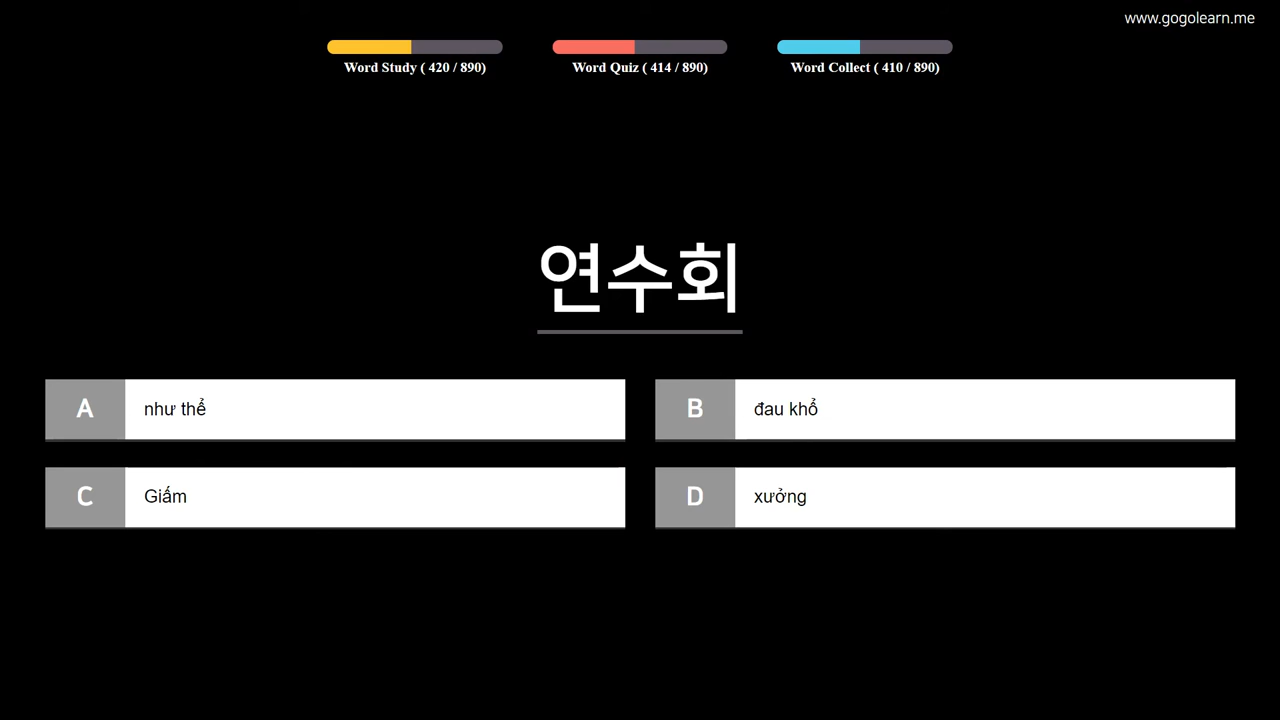 www.gogolearn.me
Word Study ( 420 / 890)
Word Quiz ( 414 / 890)
Word Collect ( 410 / 890)
연수회
A như thể
B đau khổ
C Giấm
D xưởng